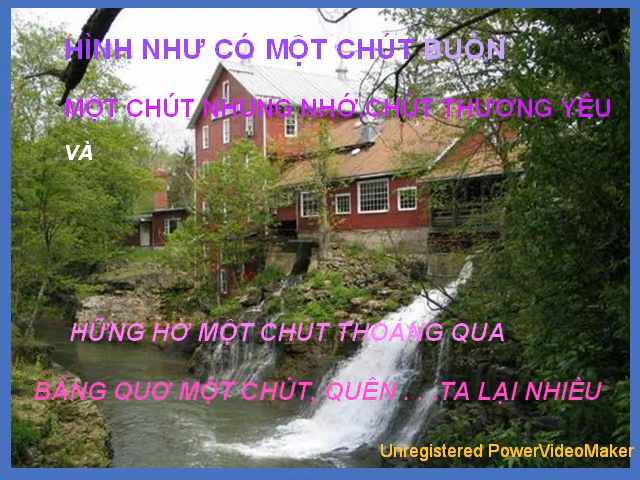 HÌNH NHƯ CÓ MỘT CHÚT BUỒN
MỘT CHÚT NHUNG NHỚ,CHÚT THƯƠNG YÊU
VÀ
HỮNG HỜ MỘT CHÚT THOÁNG QUA
BÂNG QUƠ MỘT CHÚT, QUÊN . . .TA LẠI NHIỀU
Unregistered PowerVideoMaker